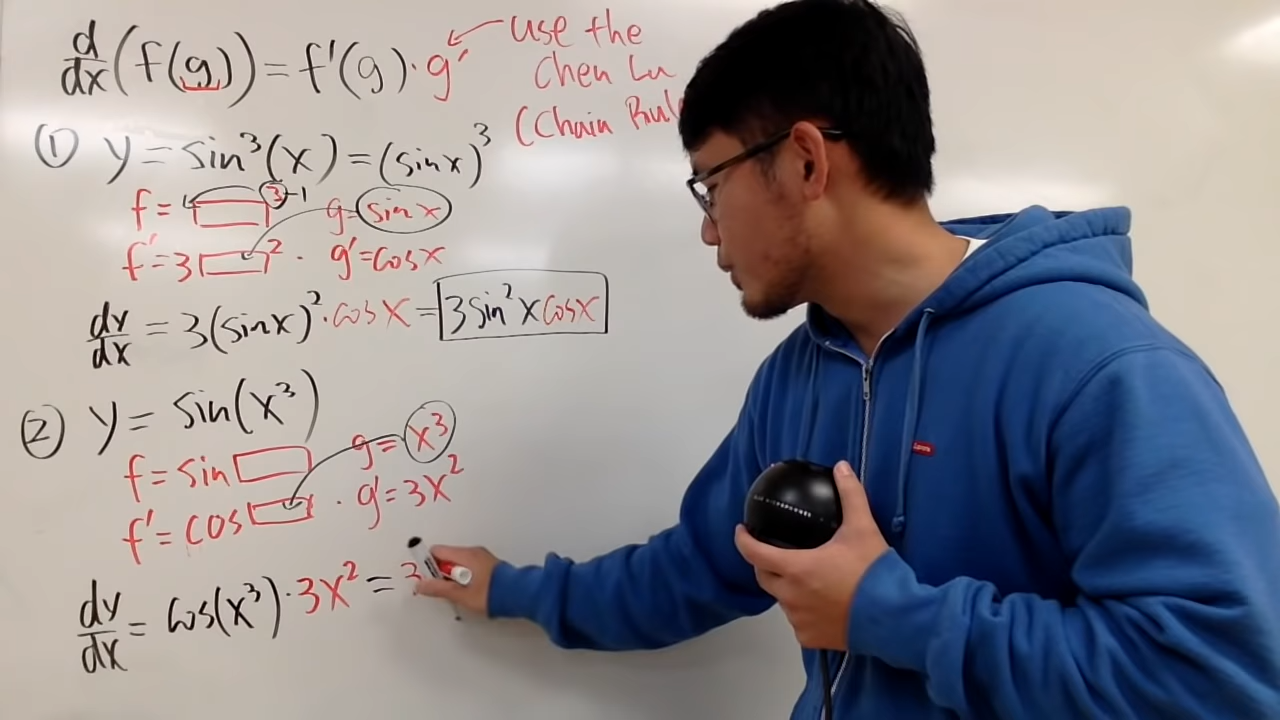 d/dx (f(g)) = f'(g) · g' ← use the
Chen Lu
(Chain Rule
① y = sin³(x) = (sin x)³
f = □³⁻¹ g = sin x
f' = 3□² · g' = cos x
dy/dx = 3(sin x)² · cos x = 3 sin² x cos x
② y = sin(x³)
f = sin □ g = x³
f' = cos □ · g' = 3x²
dy/dx = cos(x³) · 3x² = 3